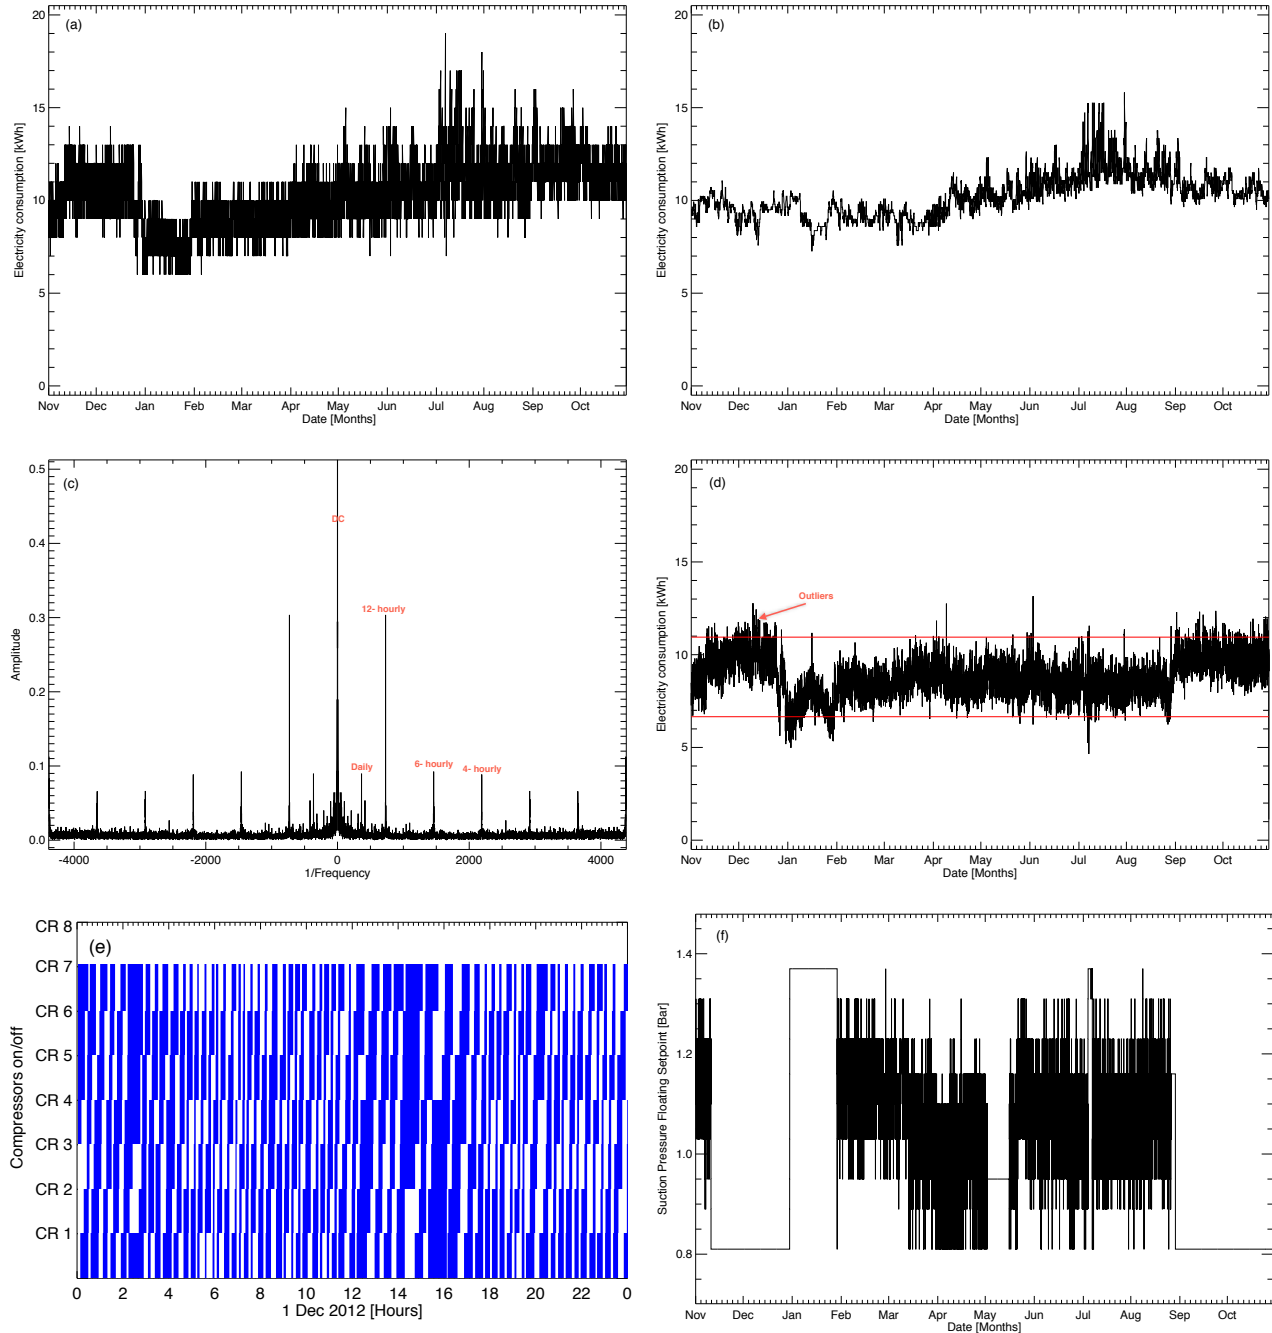 (a)
20
15
10
5
0
Electricity consumption [kWh]
Nov Dec Jan Feb Mar Apr May Jun Jul Aug Sep Oct
Date [Months]
(b)
20
15
10
5
0
Electricity consumption [kWh]
Nov Dec Jan Feb Mar Apr May Jun Jul Aug Sep Oct
Date [Months]
(c)
0.5
0.4
0.3
0.2
0.1
0.0
Amplitude
DC
12- hourly
Daily
6- hourly
4- hourly
-4000 -2000 0 2000 4000
1/Frequency
(d)
20
15
10
5
0
Electricity consumption [kWh]
Outliers
Nov Dec Jan Feb Mar Apr May Jun Jul Aug Sep Oct
Date [Months]
(e)
CR 8
CR 7
CR 6
CR 5
CR 4
CR 3
CR 2
CR 1
Compressors on/off
0 2 4 6 8 10 12 14 16 18 20 22 0
1 Dec 2012 [Hours]
(f)
1.4
1.2
1.0
0.8
Suction Pressure Floating Setpoint [Bar]
Nov Dec Jan Feb Mar Apr May Jun Jul Aug Sep Oct
Date [Months]